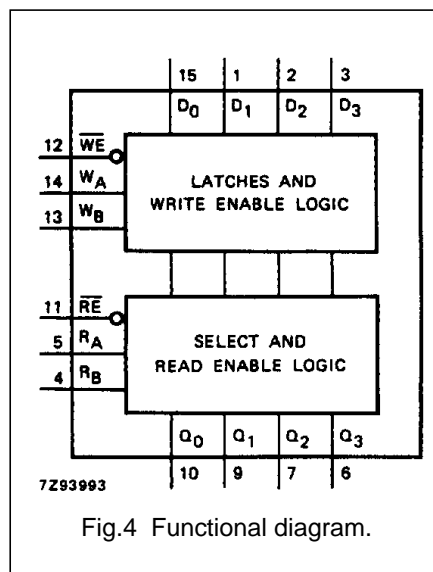 15 1 2 3
D0 D1 D2 D3
12 WE
14 WA
13 WB
LATCHES AND
WRITE ENABLE LOGIC
11 RE
5 RA
4 RB
SELECT AND
READ ENABLE LOGIC
Q0 Q1 Q2 Q3
10 9 7 6
7Z93993
Fig.4 Functional diagram.